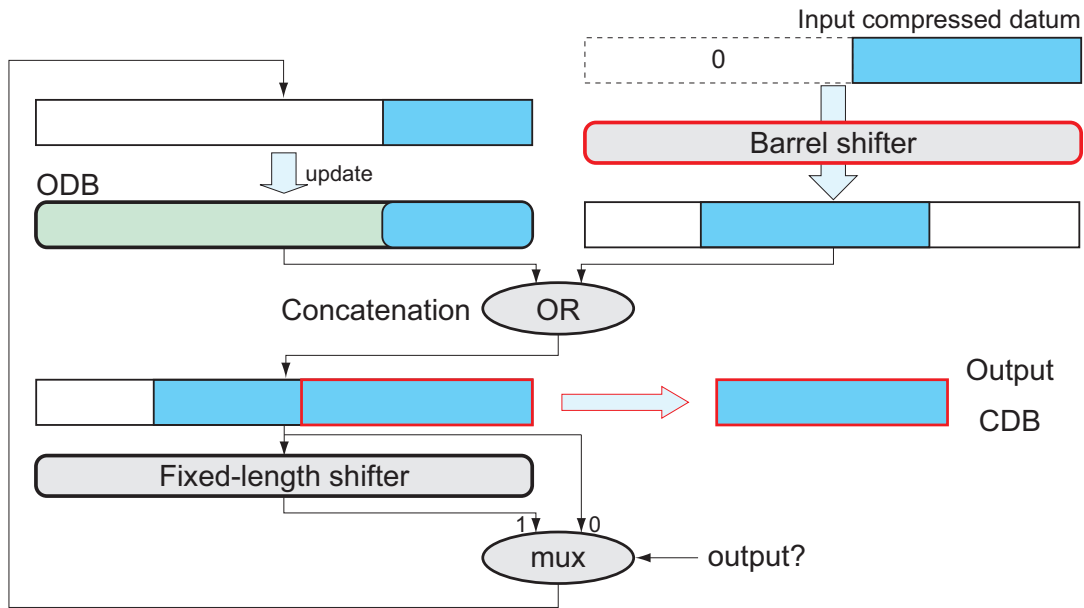 Input compressed datum
0
Barrel shifter
update
ODB
Concatenation
OR
Output
CDB
Fixed-length shifter
1
0
mux
output?